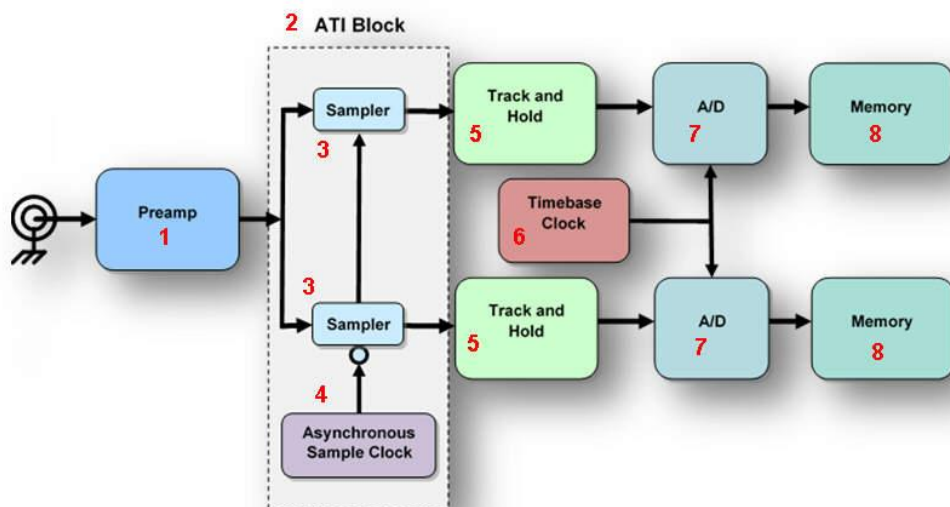 2 ATI Block
Sampler
3
Track and
Hold
5
A/D
7
Memory
8
Preamp
1
Timebase
Clock
6
3
Sampler
Track and
Hold
5
A/D
7
Memory
8
4
Asynchronous
Sample Clock